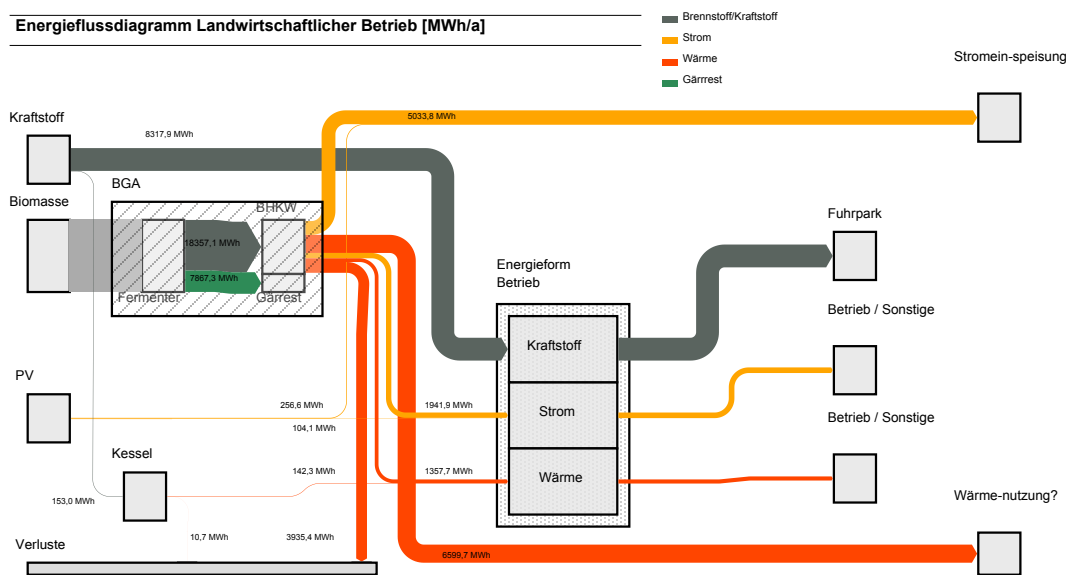 Energieflussdiagramm Landwirtschaftlicher Betrieb [MWh/a]
Brennstoff/Kraftstoff
Strom
Wärme
Gärrrest
Stromein-speisung
Kraftstoff
8317,9 MWh
5033,8 MWh
BGA
Biomasse
BHKW
18357,1 MWh
7867,3 MWh
Fermenter
Gärrest
Fuhrpark
Energieform
Betrieb
Betrieb / Sonstige
Kraftstoff
PV
256,6 MWh
1941,9 MWh
104,1 MWh
Strom
Betrieb / Sonstige
Kessel
142,3 MWh
1357,7 MWh
Wärme
153,0 MWh
Wärme-nutzung?
Verluste
10,7 MWh
3935,4 MWh
6599,7 MWh